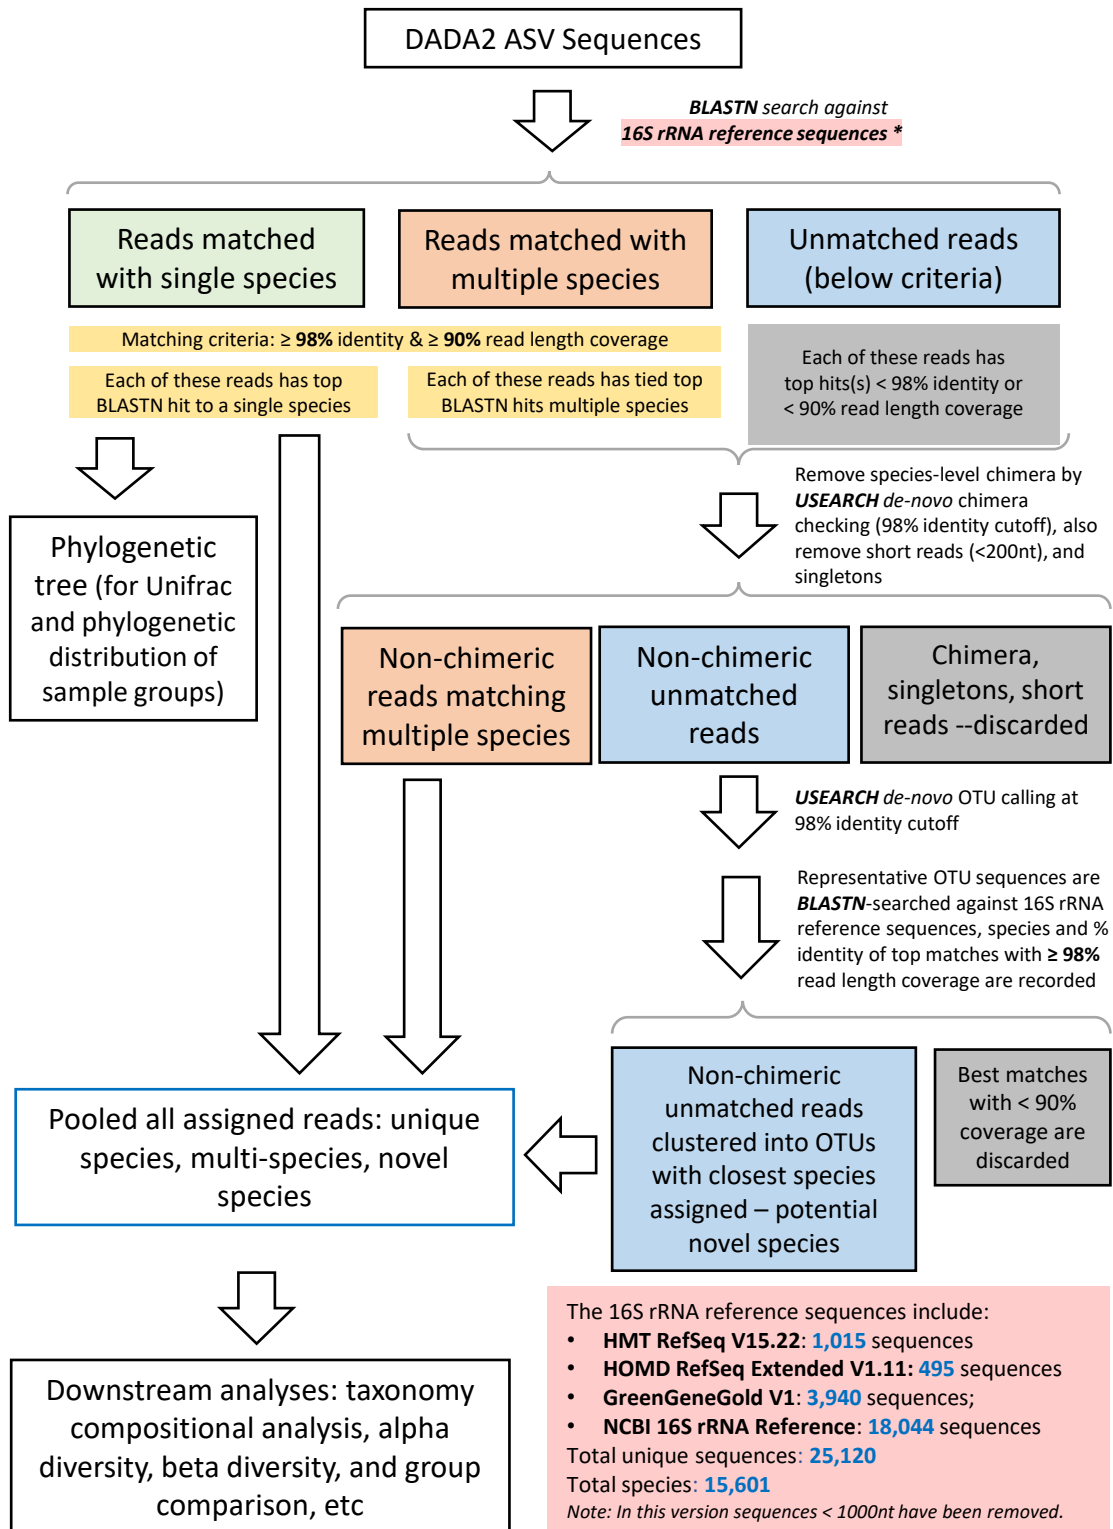 DADA2 ASV Sequences
BLASTN search against
16S rRNA reference sequences *
Reads matched
with single species
Reads matched with
multiple species
Unmatched reads
(below criteria)
Matching criteria: ≥ 98% identity & ≥ 90% read length coverage
Each of these reads has top
BLASTN hit to a single species
Each of these reads has tied top
BLASTN hits multiple species
Each of these reads has
top hits(s) < 98% identity or
< 90% read length coverage
Remove species-level chimera by
USEARCH de-novo chimera
checking (98% identity cutoff), also
remove short reads (<200nt), and
singletons
Phylogenetic
tree (for Unifrac
and phylogenetic
distribution of
sample groups)
Non-chimeric
reads matching
multiple species
Non-chimeric
unmatched
reads
Chimera,
singletons, short
reads --discarded
USEARCH de-novo OTU calling at
98% identity cutoff
Representative OTU sequences are
BLASTN-searched against 16S rRNA
reference sequences, species and %
identity of top matches with ≥ 98%
read length coverage are recorded
Non-chimeric
unmatched reads
clustered into OTUs
with closest species
assigned – potential
novel species
Best matches
with < 90%
coverage are
discarded
Pooled all assigned reads: unique
species, multi-species, novel
species
Downstream analyses: taxonomy
compositional analysis, alpha
diversity, beta diversity, and group
comparison, etc
The 16S rRNA reference sequences include:
• HMT RefSeq V15.22: 1,015 sequences
• HOMD RefSeq Extended V1.11: 495 sequences
• GreenGeneGold V1: 3,940 sequences;
• NCBI 16S rRNA Reference: 18,044 sequences
Total unique sequences: 25,120
Total species: 15,601
Note: In this version sequences < 1000nt have been removed.